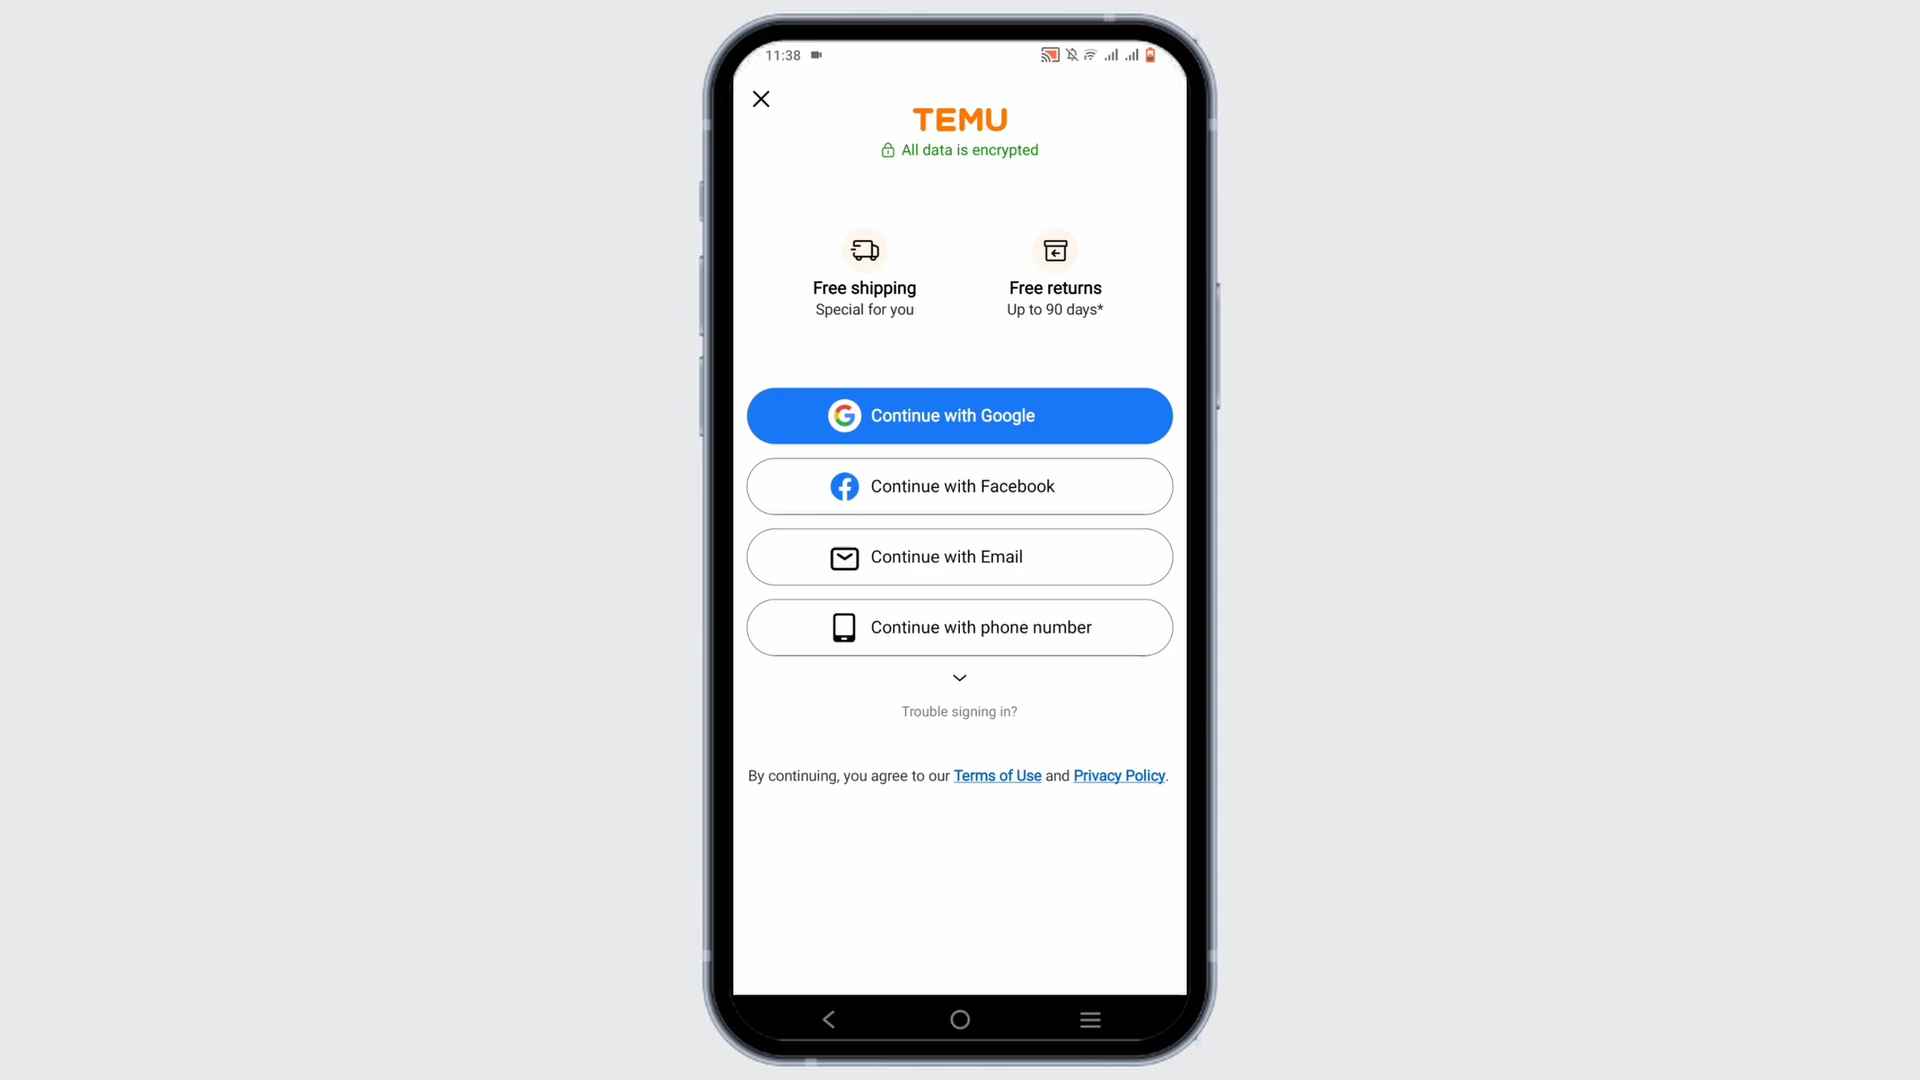 11:38
TEMU
All data is encrypted
Free shipping
Special for you
Free returns
Up to 90 days*
Continue with Google
Continue with Facebook
Continue with Email
Continue with phone number
Trouble signing in?
By continuing, you agree to our Terms of Use and Privacy Policy.